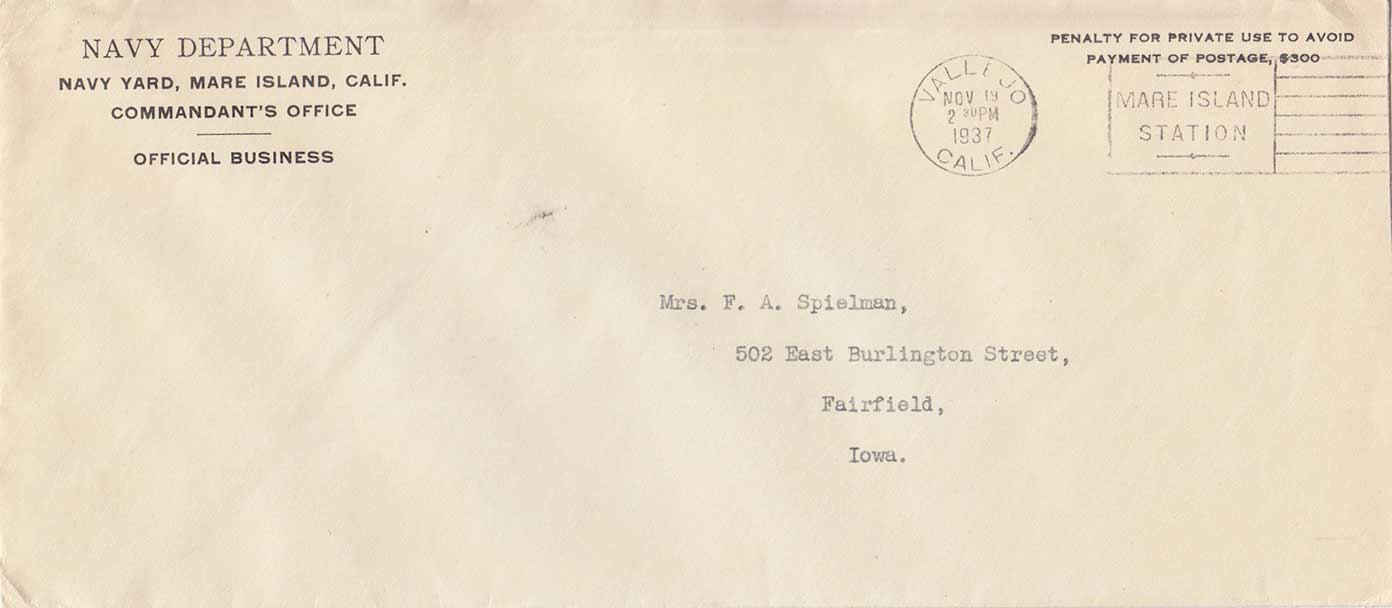 NAVY DEPARTMENT
NAVY YARD, MARE ISLAND, CALIF.
COMMANDANT'S OFFICE
OFFICIAL BUSINESS
PENALTY FOR PRIVATE USE TO AVOID
PAYMENT OF POSTAGE, $300
VALLEJO
NOV 19
2 30PM
1937
CALIF.
MARE ISLAND
STATION
Mrs. F. A. Spielman,
502 East Burlington Street,
Fairfield,
Iowa.